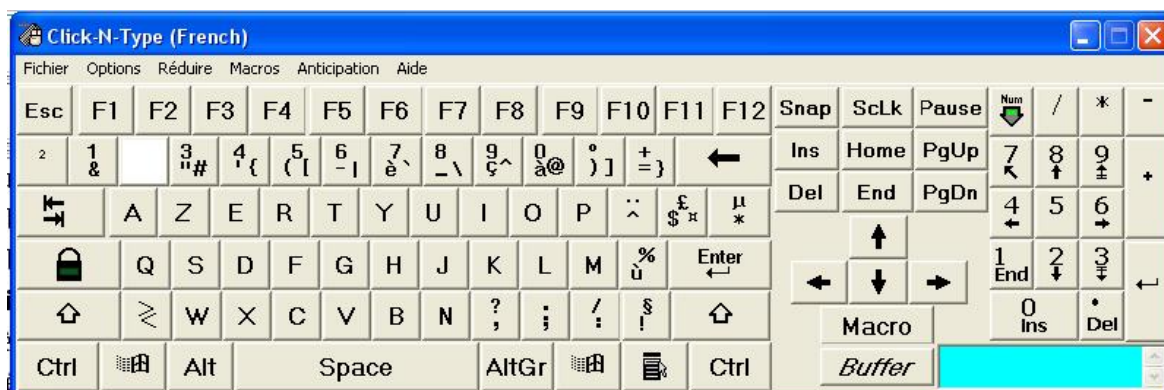 Click-N-Type (French)
Fichier Options Réduire Macros Anticipation Aide
Esc F1 F2 F3 F4 F5 F6 F7 F8 F9 F10 F11 F12 Snap ScLk Pause Num / * -
² 1 & 3 " # 4 ' { 5 ( [ 6 - | 7 è ` 8 _ \ 9 ç ^ 0 à @ ° ) ] + = } Ins Home PgUp 7 8 9 +
A Z E R T Y U I O P ¨ ^ £ $ ¤ µ * Del End PgDn 4 5 6
Q S D F G H J K L M % ù Enter 1 End 2 3
> < W X C V B N ? , . ; / : § ! Macro 0 Ins . Del
Ctrl Alt Space AltGr Ctrl Buffer